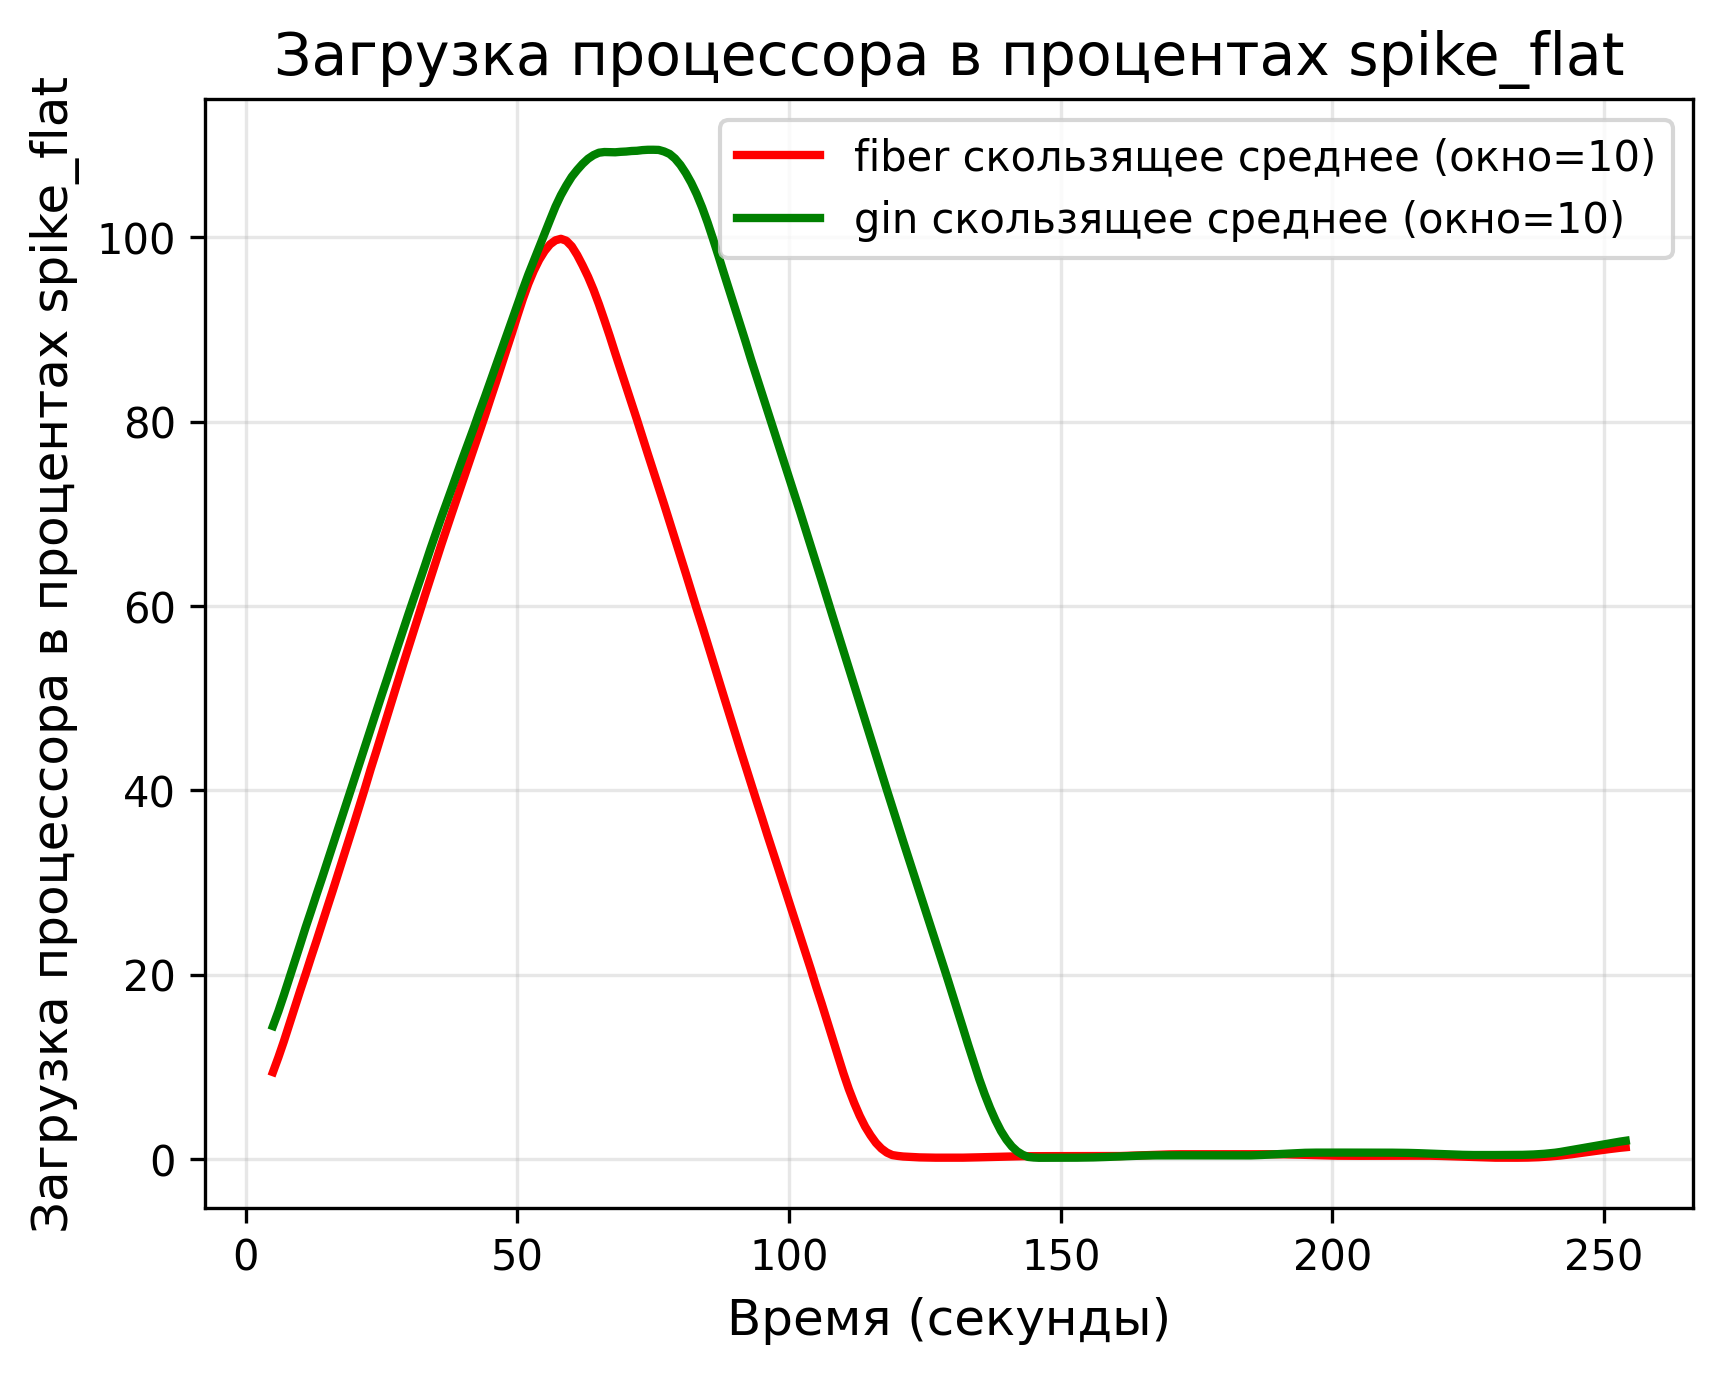 Загрузка процессора в процентах spike_flat
fiber скользящее среднее (окно=10)
gin скользящее среднее (окно=10)
Загрузка процессора в процентах spike_flat
100
80
60
40
20
0
0 50 100 150 200 250
Время (секунды)